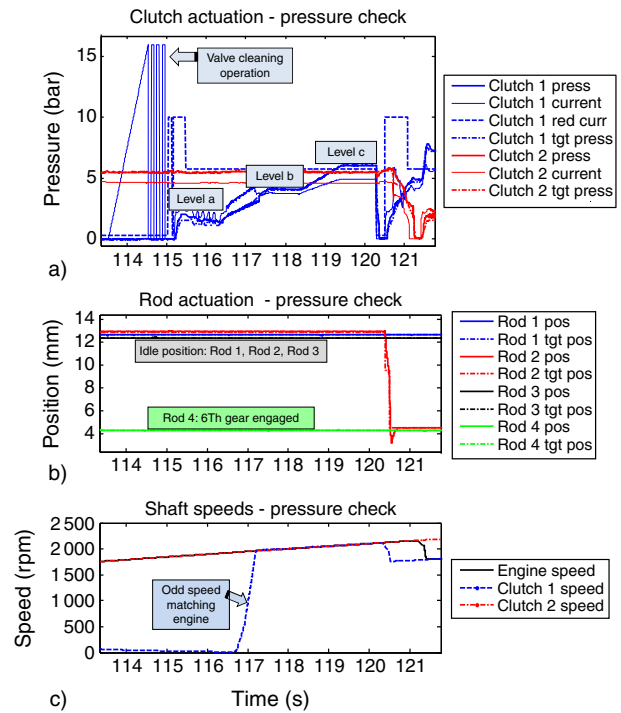 Clutch actuation - pressure check
Pressure (bar)
15
10
5
0
Valve cleaning
operation
Level a
Level b
Level c
114 115 116 117 118 119 120 121
a)
Clutch 1 press
Clutch 1 current
Clutch 1 red curr
Clutch 1 tgt press
Clutch 2 press
Clutch 2 current
Clutch 2 tgt press
Rod actuation - pressure check
Position (mm)
14
12
10
8
6
4
Idle position: Rod 1, Rod 2, Rod 3
Rod 4: 6Th gear engaged
114 115 116 117 118 119 120 121
b)
Rod 1 pos
Rod 1 tgt pos
Rod 2 pos
Rod 2 tgt pos
Rod 3 pos
Rod 3 tgt pos
Rod 4 pos
Rod 4 tgt pos
Shaft speeds - pressure check
Speed (rpm)
2 500
2 000
1 500
1 000
500
0
Odd speed
matching
engine
114 115 116 117 118 119 120 121
c)
Time (s)
Engine speed
Clutch 1 speed
Clutch 2 speed